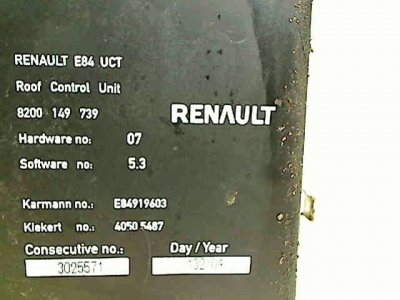 RENAULT E84 UCT
Roof Control Unit
8200 149 739
RENAULT
Hardware no: 07
Software no: 5.3
Karmann no.: E84919603
Kiekert no.: 4050 5487
Consecutive no.: Day / Year
3025571